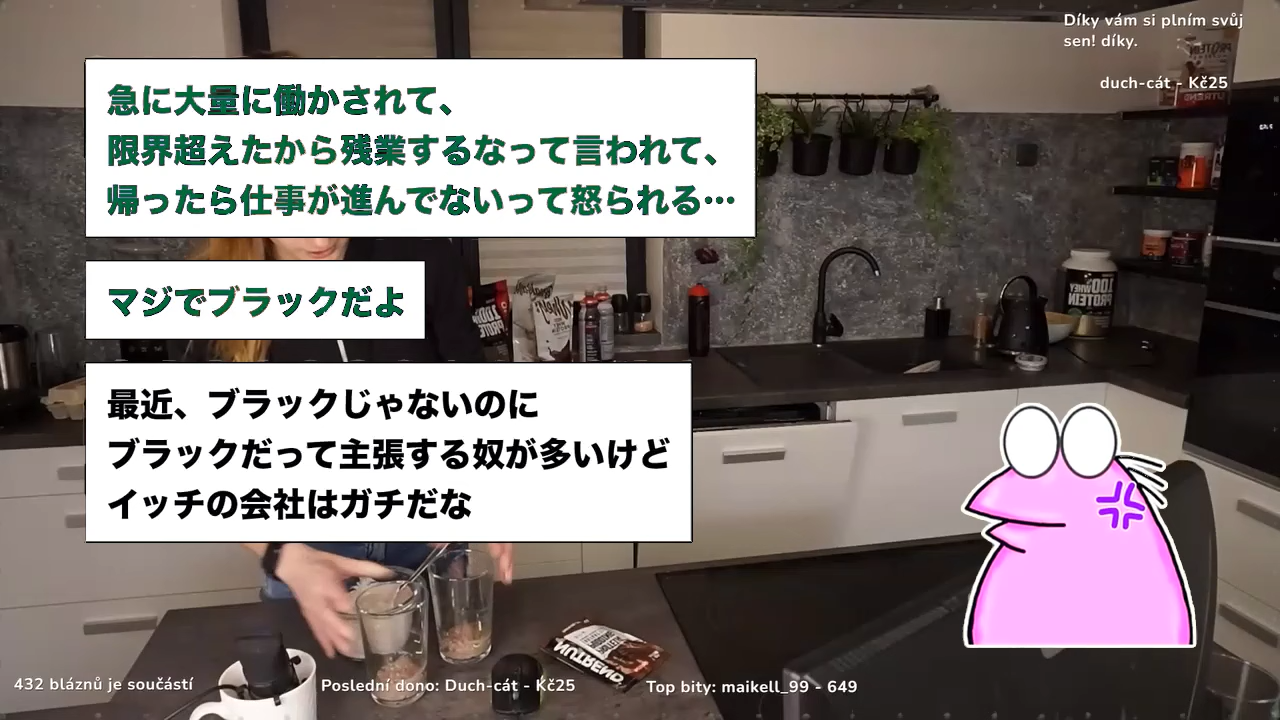 Díky vám si plním svůj
sen! díky.
duch-cát - Kč25
急に大量に働かされて、
限界超えたから残業するなって言われて、
帰ったら仕事が進んでないって怒られる…
マジでブラックだよ
最近、ブラックじゃないのに
ブラックだって主張する奴が多いけど
イッチの会社はガチだな
100% WHEY
PROTEIN
NUTREND
432 bláznů je součástí
Poslední dono: Duch-cát - Kč25
Top bity: maikell_99 - 649